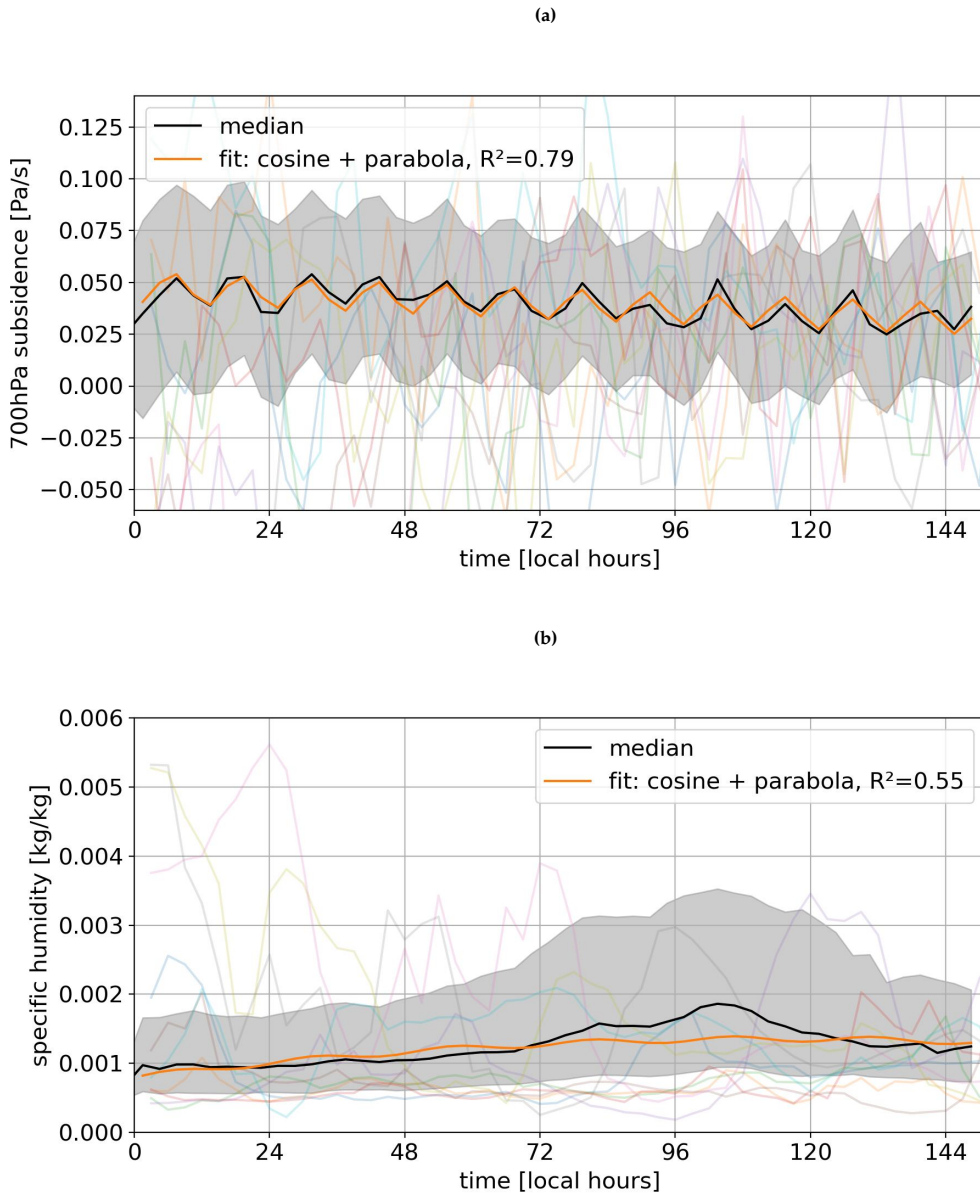 (a)
700hPa subsidence [Pa/s]
0.125
0.100
0.075
0.050
0.025
0.000
−0.025
−0.050
median
fit: cosine + parabola, R²=0.79
0 24 48 72 96 120 144
time [local hours]
(b)
specific humidity [kg/kg]
0.006
0.005
0.004
0.003
0.002
0.001
0.000
median
fit: cosine + parabola, R²=0.55
0 24 48 72 96 120 144
time [local hours]